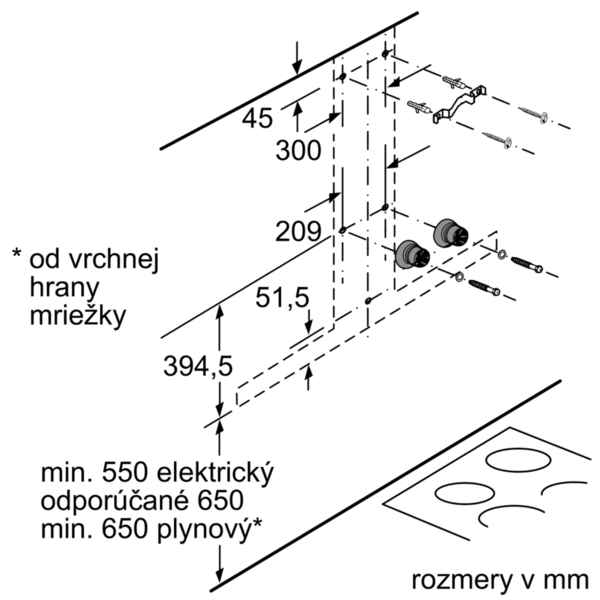 45
300
209
* od vrchnej
hrany
mriežky
51,5
394,5
min. 550 elektrický
odporúčané 650
min. 650 plynový*
rozmery v mm